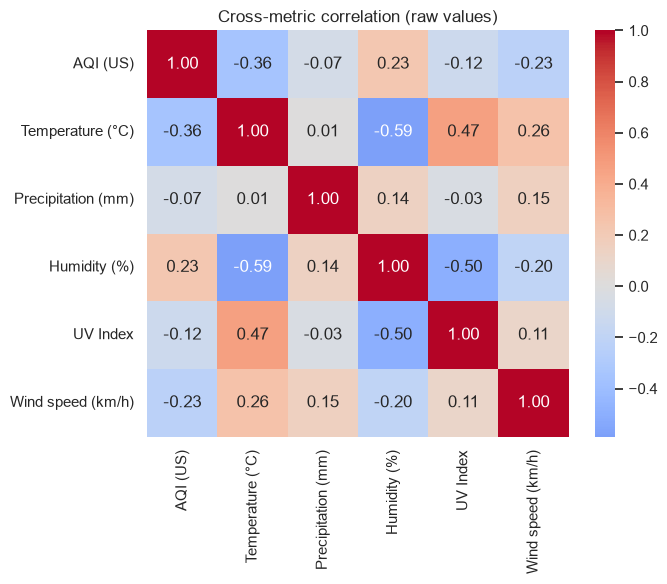 Cross-metric correlation (raw values)
AQI (US) 1.00 -0.36 -0.07 0.23 -0.12 -0.23
Temperature (°C) -0.36 1.00 0.01 -0.59 0.47 0.26
Precipitation (mm) -0.07 0.01 1.00 0.14 -0.03 0.15
Humidity (%) 0.23 -0.59 0.14 1.00 -0.50 -0.20
UV Index -0.12 0.47 -0.03 -0.50 1.00 0.11
Wind speed (km/h) -0.23 0.26 0.15 -0.20 0.11 1.00
AQI (US)
Temperature (°C)
Precipitation (mm)
Humidity (%)
UV Index
Wind speed (km/h)
1.0
0.8
0.6
0.4
0.2
0.0
−0.2
−0.4